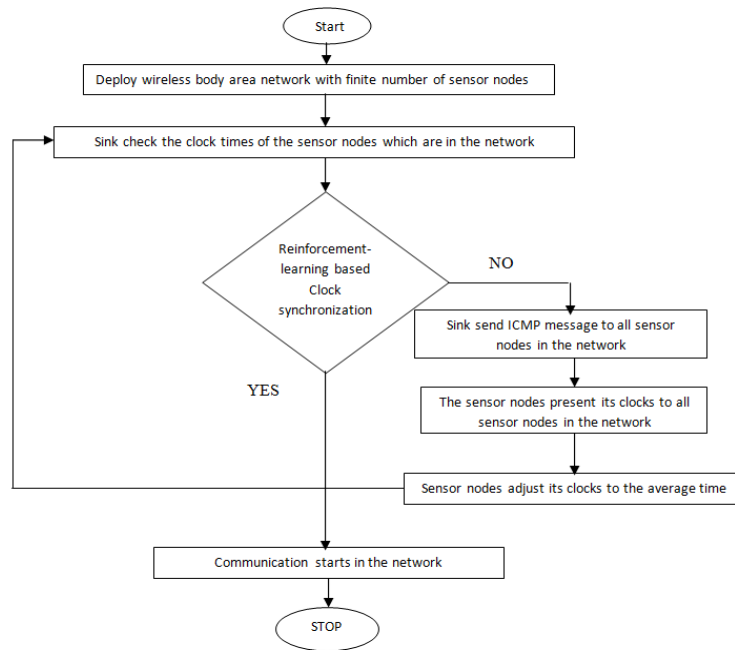 Start
Deploy wireless body area network with finite number of sensor nodes
Sink check the clock times of the sensor nodes which are in the network
Reinforcement-
learning based
Clock
synchronization
NO
Sink send ICMP message to all sensor
nodes in the network
YES
The sensor nodes present its clocks to all
sensor nodes in the network
Sensor nodes adjust its clocks to the average time
Communication starts in the network
STOP